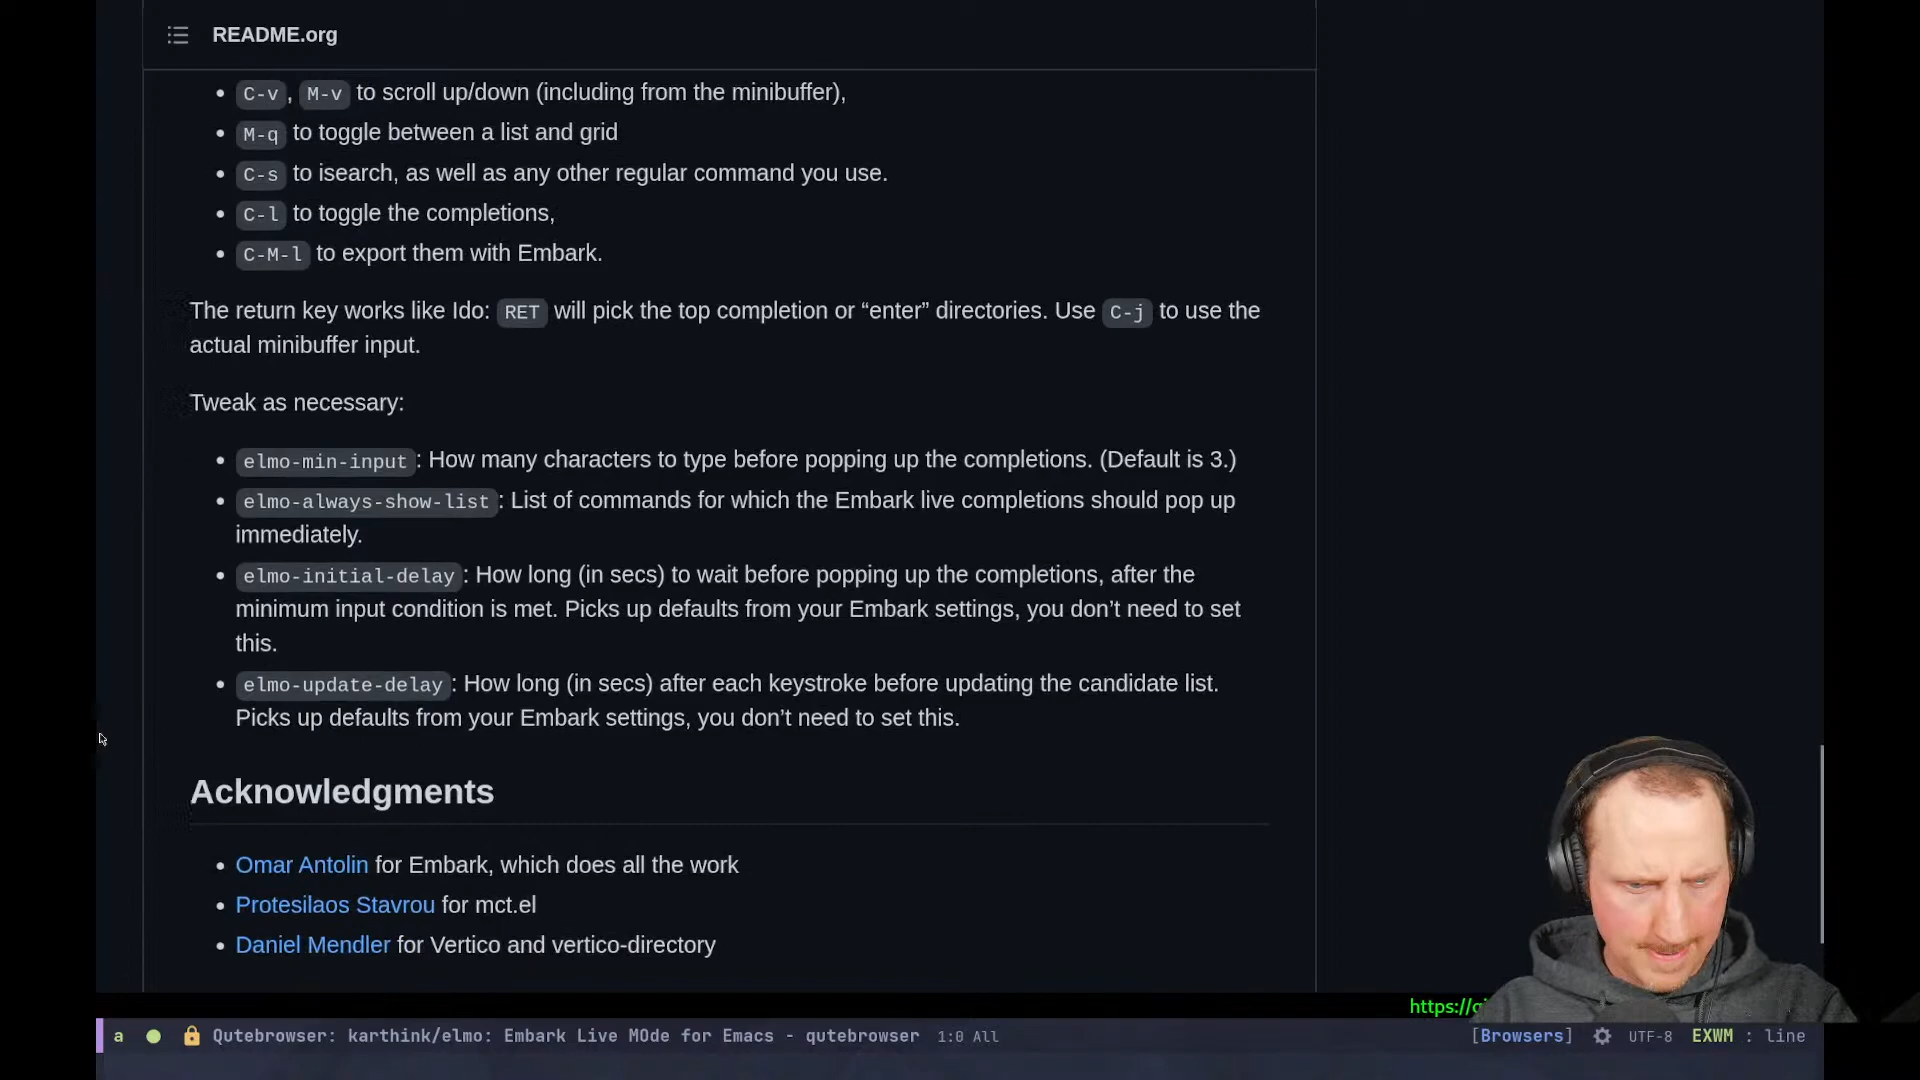 README.org
C-v, M-v to scroll up/down (including from the minibuffer),
M-q to toggle between a list and grid
C-s to isearch, as well as any other regular command you use.
C-l to toggle the completions,
C-M-l to export them with Embark.
The return key works like Ido: RET will pick the top completion or “enter” directories. Use C-j to use the
actual minibuffer input.
Tweak as necessary:
elmo-min-input: How many characters to type before popping up the completions. (Default is 3.)
elmo-always-show-list: List of commands for which the Embark live completions should pop up
immediately.
elmo-initial-delay: How long (in secs) to wait before popping up the completions, after the
minimum input condition is met. Picks up defaults from your Embark settings, you don’t need to set
this.
elmo-update-delay: How long (in secs) after each keystroke before updating the candidate list.
Picks up defaults from your Embark settings, you don’t need to set this.
Acknowledgments
Omar Antolin for Embark, which does all the work
Protesilaos Stavrou for mct.el
Daniel Mendler for Vertico and vertico-directory
https://
a Qutebrowser: karthink/elmo: Embark Live MOde for Emacs - qutebrowser 1:0 All [Browsers] UTF-8 EXWM : line